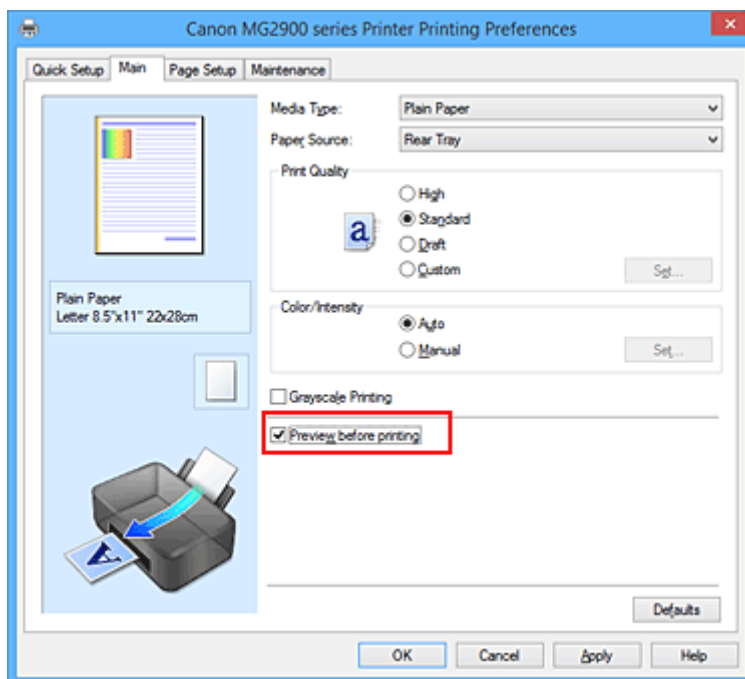 Canon MG2900 series Printer Printing Preferences
Quick Setup Main Page Setup Maintenance
Media Type: Plain Paper
Paper Source: Rear Tray
Print Quality
High
a Standard
Draft
Custom Set...
Plain Paper
Letter 8.5"x11" 22x28cm
Color/Intensity
Auto
Manual Set...
Grayscale Printing
Preview before printing
A
Defaults
OK Cancel Apply Help